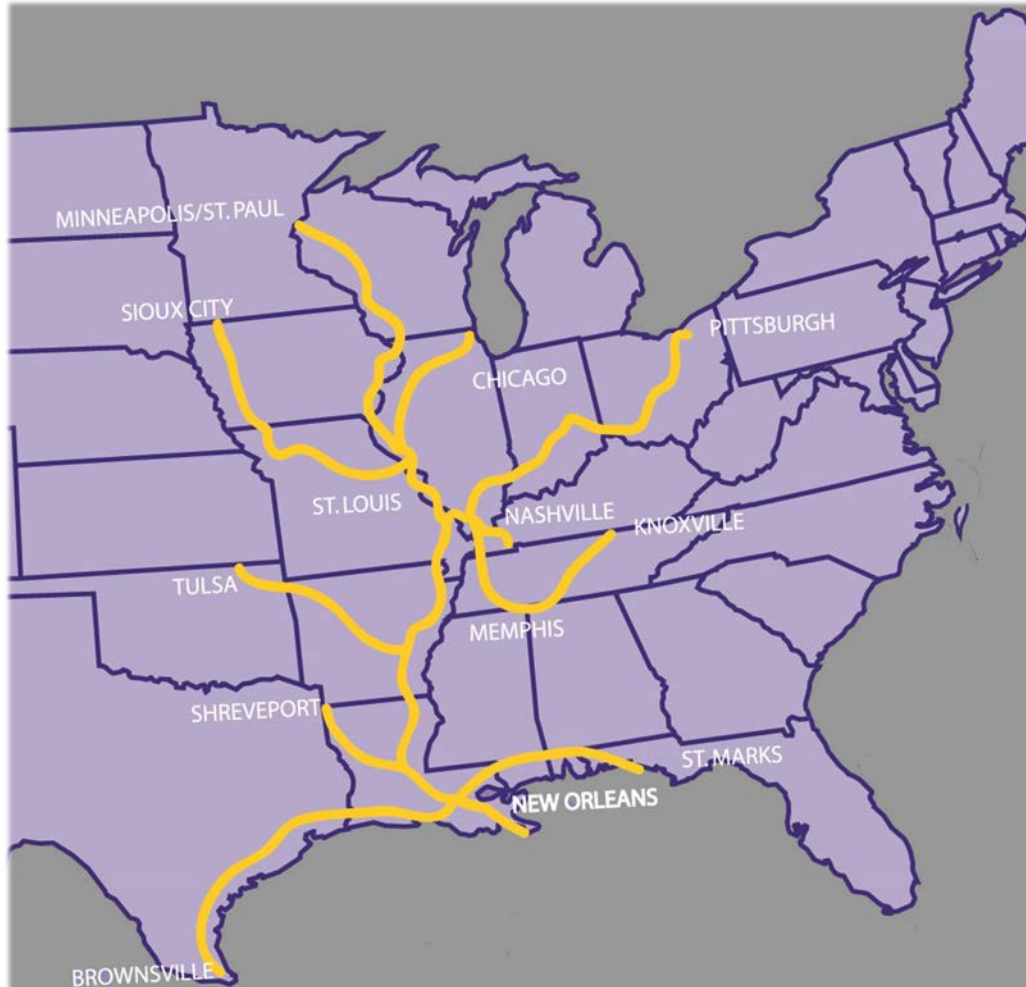 MINNEAPOLIS/ST. PAUL
SIOUX CITY
PITTSBURGH
CHICAGO
ST. LOUIS
NASHVILLE
KNOXVILLE
TULSA
MEMPHIS
SHREVEPORT
ST. MARKS
NEW ORLEANS
BROWNSVILLE